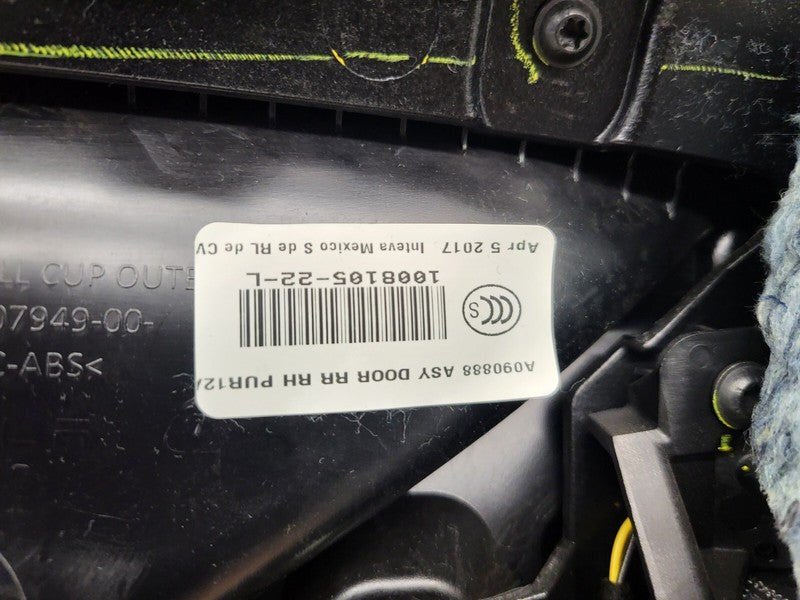 Apr 5 2017 Inteva Mexico S de RL de CV
1008105-22-L
CCC S
A090888 ASY DOOR RR RH PUR12
CUP OUTE
07949-00-
C-ABS<